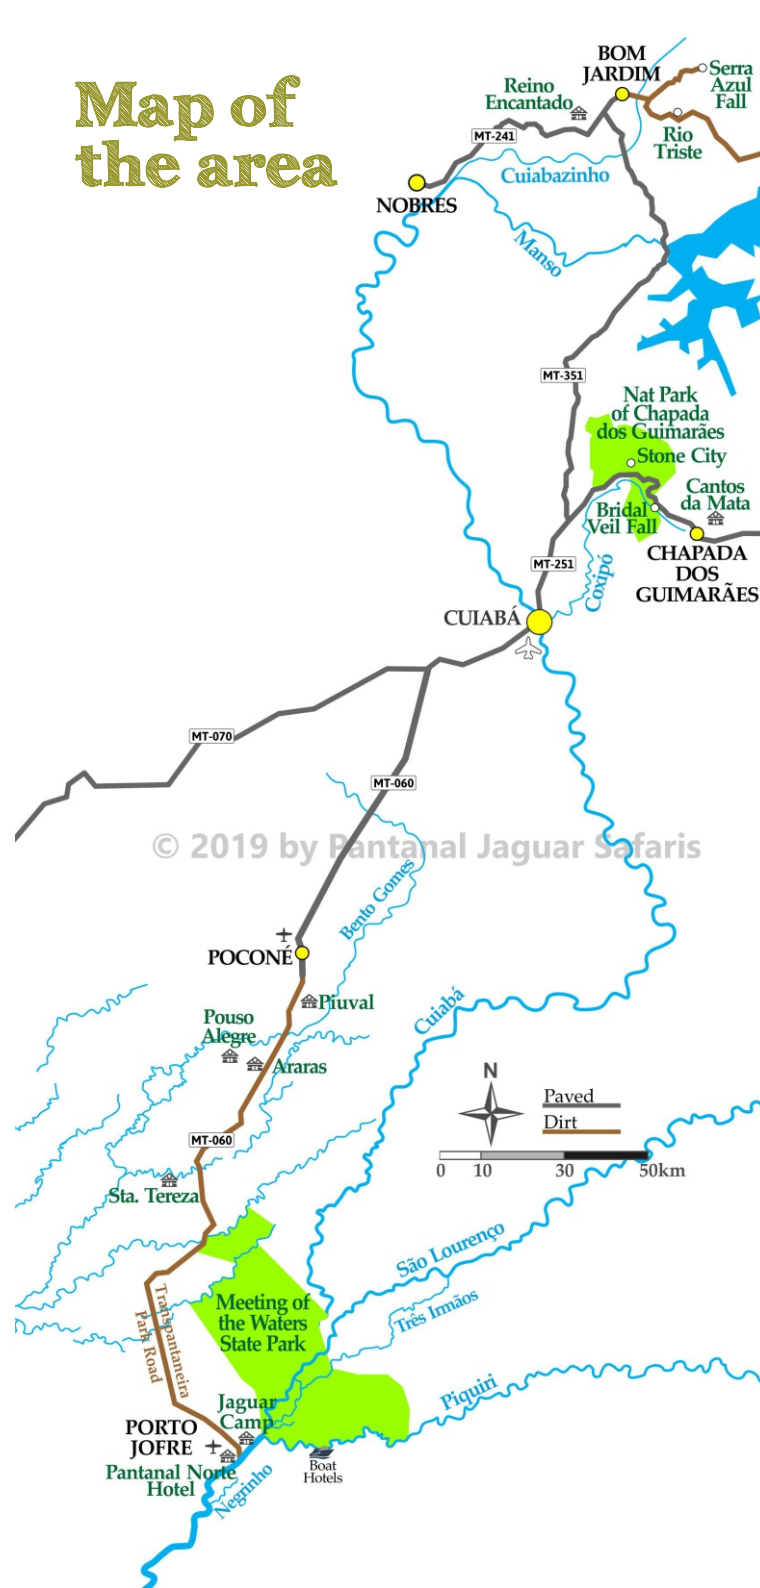 Map of
the area
BOM
JARDIM
Serra
Azul
Fall
Reino
Encantado
MT-241
Rio
Triste
Cuiabazinho
NOBRES
Manso
MT-351
Nat Park
of Chapada
dos Guimarães
Stone City
Cantos
da Mata
Bridal
Veil Fall
CHAPADA
DOS
GUIMARÃES
MT-251
Coxipó
CUIABÁ
MT-070
MT-060
© 2019 by Pantanal Jaguar Safaris
Bento Gomes
POCONÉ
Piuval
Pouso
Alegre
Araras
Cuiabá
N
Paved
Dirt
0 10 30 50km
MT-060
Sta. Tereza
São Lourenço
Três Irmãos
Meeting of
the Waters
State Park
Transpantaneira
Park Road
Piquiri
Jaguar
Camp
PORTO
JOFRE
Pantanal Norte
Hotel
Boat
Hotels
Negrinho